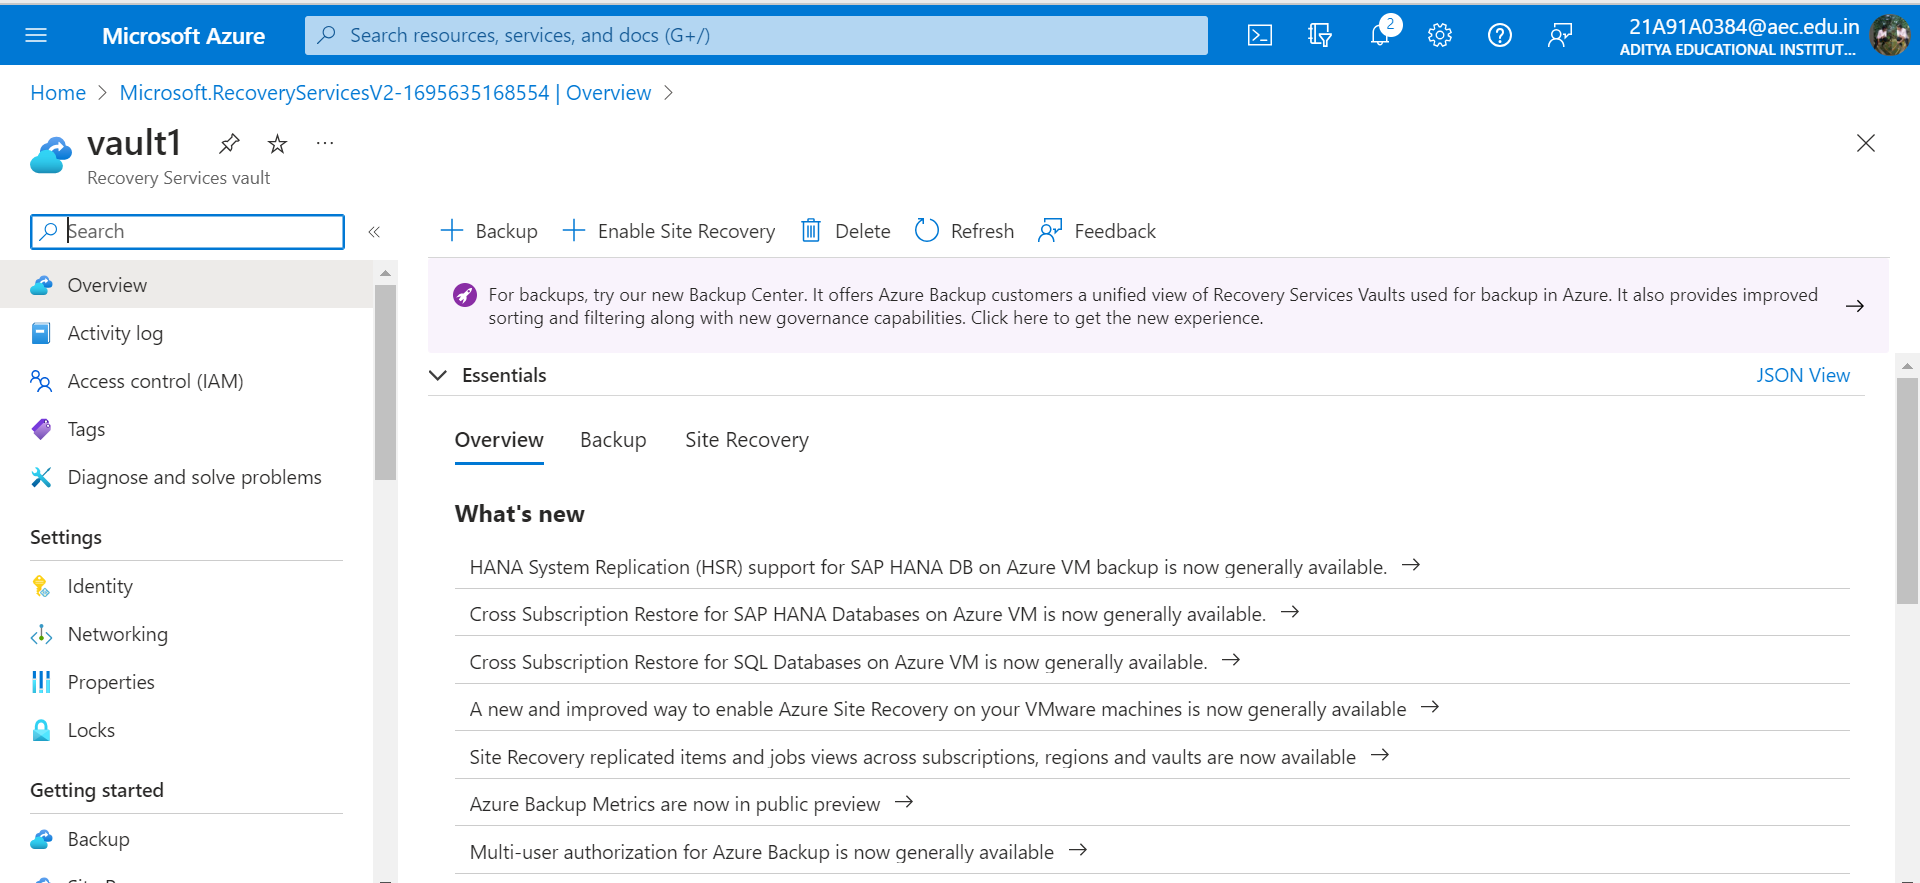 Microsoft Azure
Search resources, services, and docs (G+/)
2
21A91A0384@aec.edu.in
ADITYA EDUCATIONAL INSTITUT...
Home > Microsoft.RecoveryServicesV2-1695635168554 | Overview >
vault1
Recovery Services vault
Search
Overview
Activity log
Access control (IAM)
Tags
Diagnose and solve problems
Settings
Identity
Networking
Properties
Locks
Getting started
Backup
Backup
Enable Site Recovery
Delete
Refresh
Feedback
For backups, try our new Backup Center. It offers Azure Backup customers a unified view of Recovery Services Vaults used for backup in Azure. It also provides improved
sorting and filtering along with new governance capabilities. Click here to get the new experience.
Essentials
JSON View
Overview
Backup
Site Recovery
What's new
HANA System Replication (HSR) support for SAP HANA DB on Azure VM backup is now generally available.
Cross Subscription Restore for SAP HANA Databases on Azure VM is now generally available.
Cross Subscription Restore for SQL Databases on Azure VM is now generally available.
A new and improved way to enable Azure Site Recovery on your VMware machines is now generally available
Site Recovery replicated items and jobs views across subscriptions, regions and vaults are now available
Azure Backup Metrics are now in public preview
Multi-user authorization for Azure Backup is now generally available